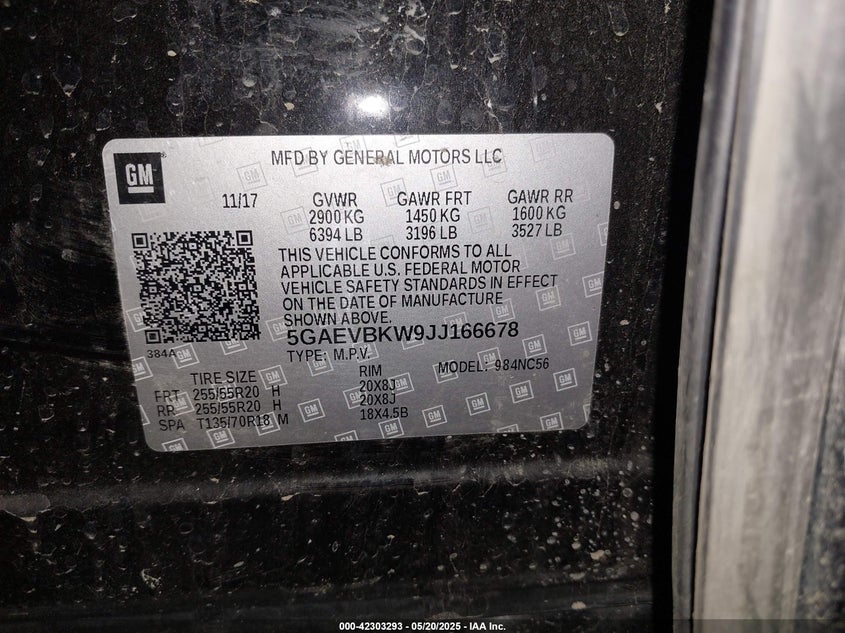 GM
MFD BY GENERAL MOTORS LLC
11/17 GVWR GAWR FRT GAWR RR
2900 KG 1450 KG 1600 KG
6394 LB 3196 LB 3527 LB
THIS VEHICLE CONFORMS TO ALL
APPLICABLE U.S. FEDERAL MOTOR
VEHICLE SAFETY STANDARDS IN EFFECT
ON THE DATE OF MANUFACTURE
SHOWN ABOVE.
384A
5GAEVBKW9JJ166678
TYPE: M.P.V. MODEL: 984NC56
TIRE SIZE RIM
FRT 255/55R20 H 20X8J
RR 255/55R20 H 20X8J
SPA T135/70R18 M 18X4.5B
000-42303293 - 05/20/2025 - IAA Inc.